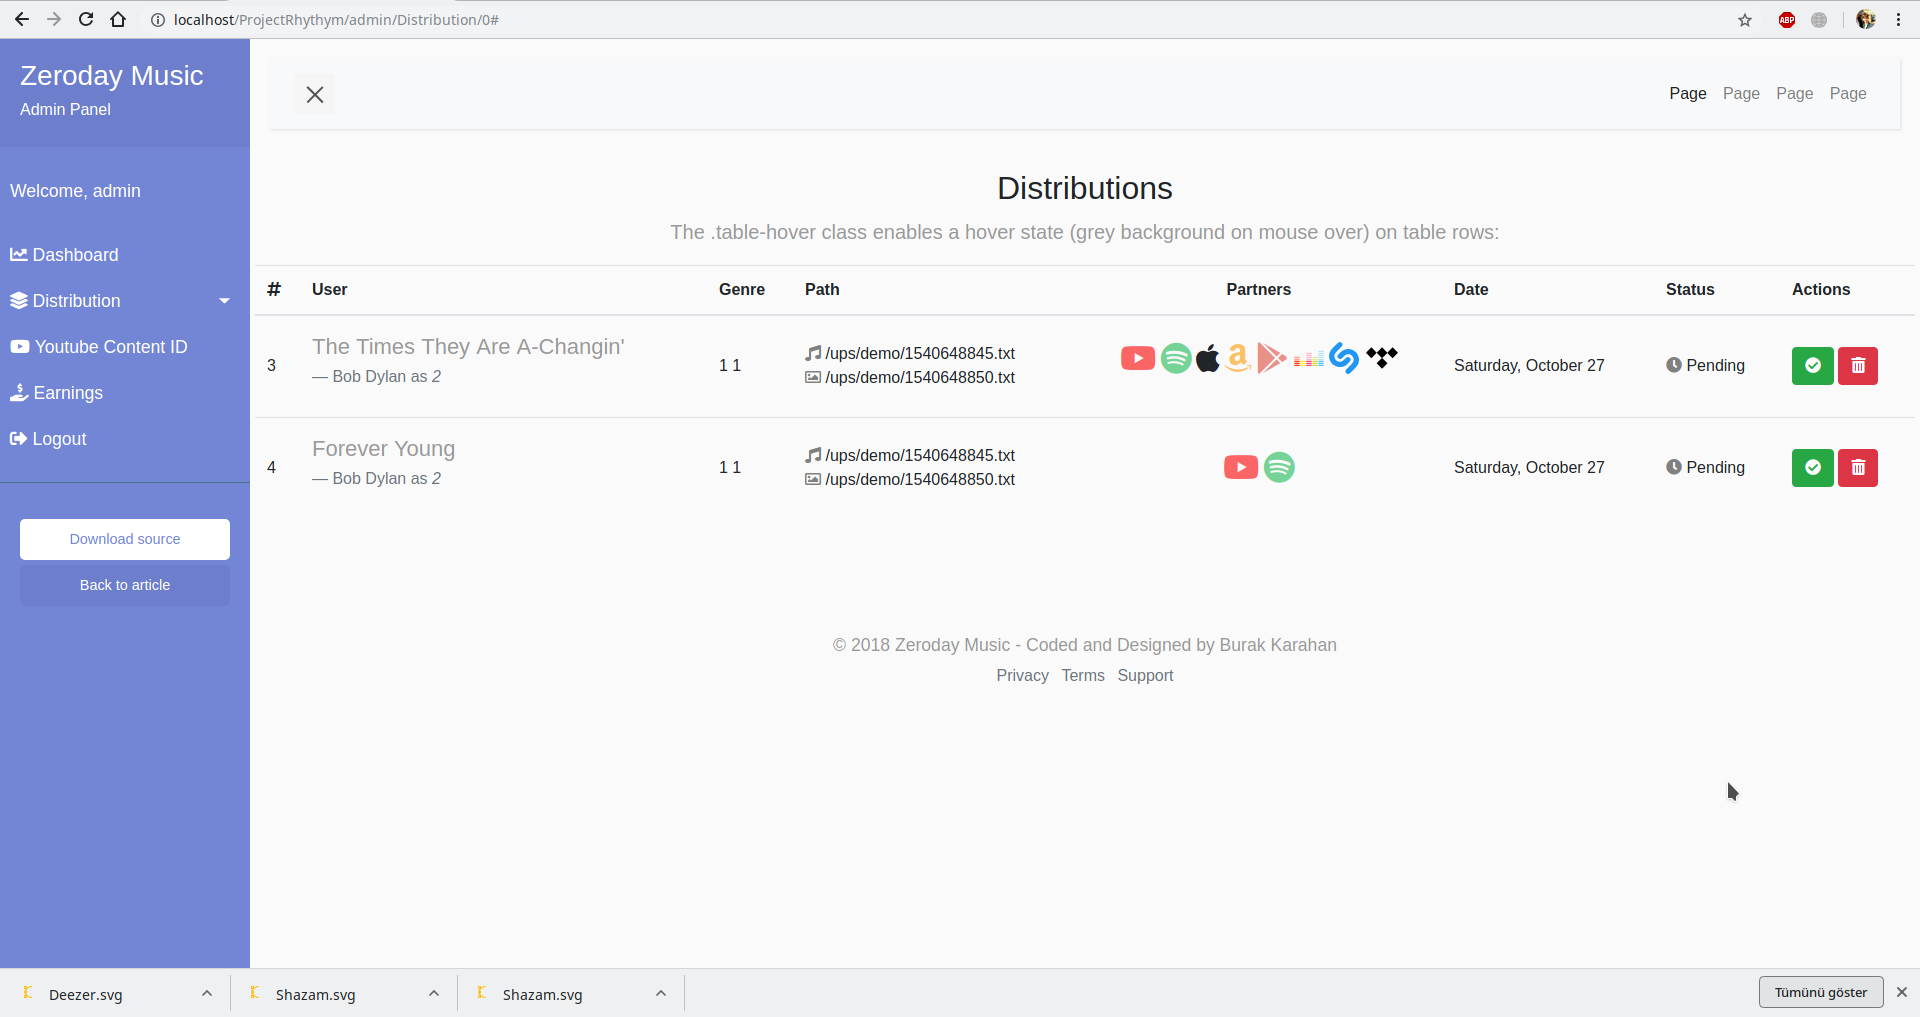 localhost/ProjectRhythym/admin/Distribution/0#
ABP
Zeroday Music
Admin Panel
Welcome, admin
Dashboard
Distribution
Youtube Content ID
Earnings
Logout
Download source
Back to article
Page Page Page Page
Distributions
The .table-hover class enables a hover state (grey background on mouse over) on table rows:
# User Genre Path Partners Date Status Actions
3 The Times They Are A-Changin' 1 1 /ups/demo/1540648845.txt Saturday, October 27 Pending
— Bob Dylan as 2 /ups/demo/1540648850.txt
4 Forever Young 1 1 /ups/demo/1540648845.txt Saturday, October 27 Pending
— Bob Dylan as 2 /ups/demo/1540648850.txt
© 2018 Zeroday Music - Coded and Designed by Burak Karahan
Privacy Terms Support
Deezer.svg Shazam.svg Shazam.svg Tümünü göster